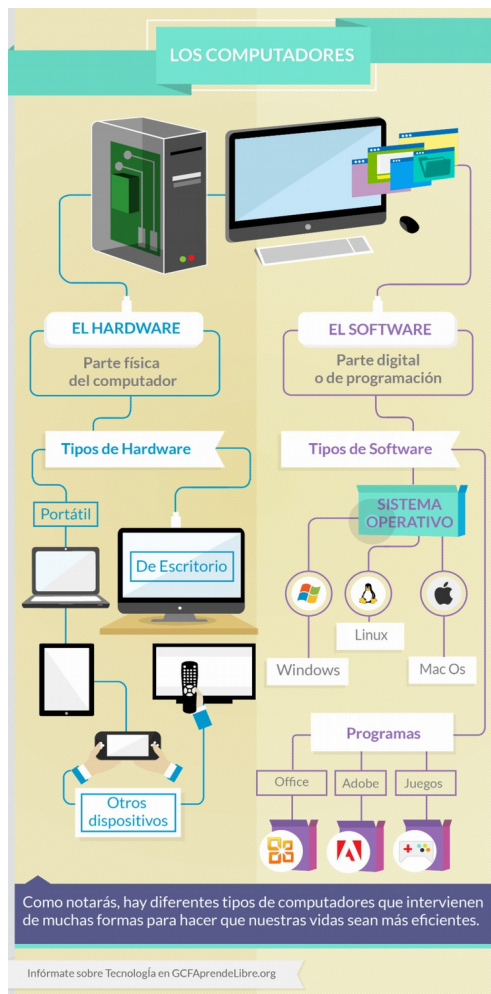 LOS COMPUTADORES
EL HARDWARE
Parte física
del computador
Tipos de Hardware
Portátil
De Escritorio
Otros
dispositivos
EL SOFTWARE
Parte digital
o de programación
Tipos de Software
SISTEMA
OPERATIVO
Windows
Linux
Mac Os
Programas
Office
Adobe
Juegos
Como notarás, hay diferentes tipos de computadores que intervienen
de muchas formas para hacer que nuestras vidas sean más eficientes.
Infórmate sobre Tecnología en GCFAprendeLibre.org